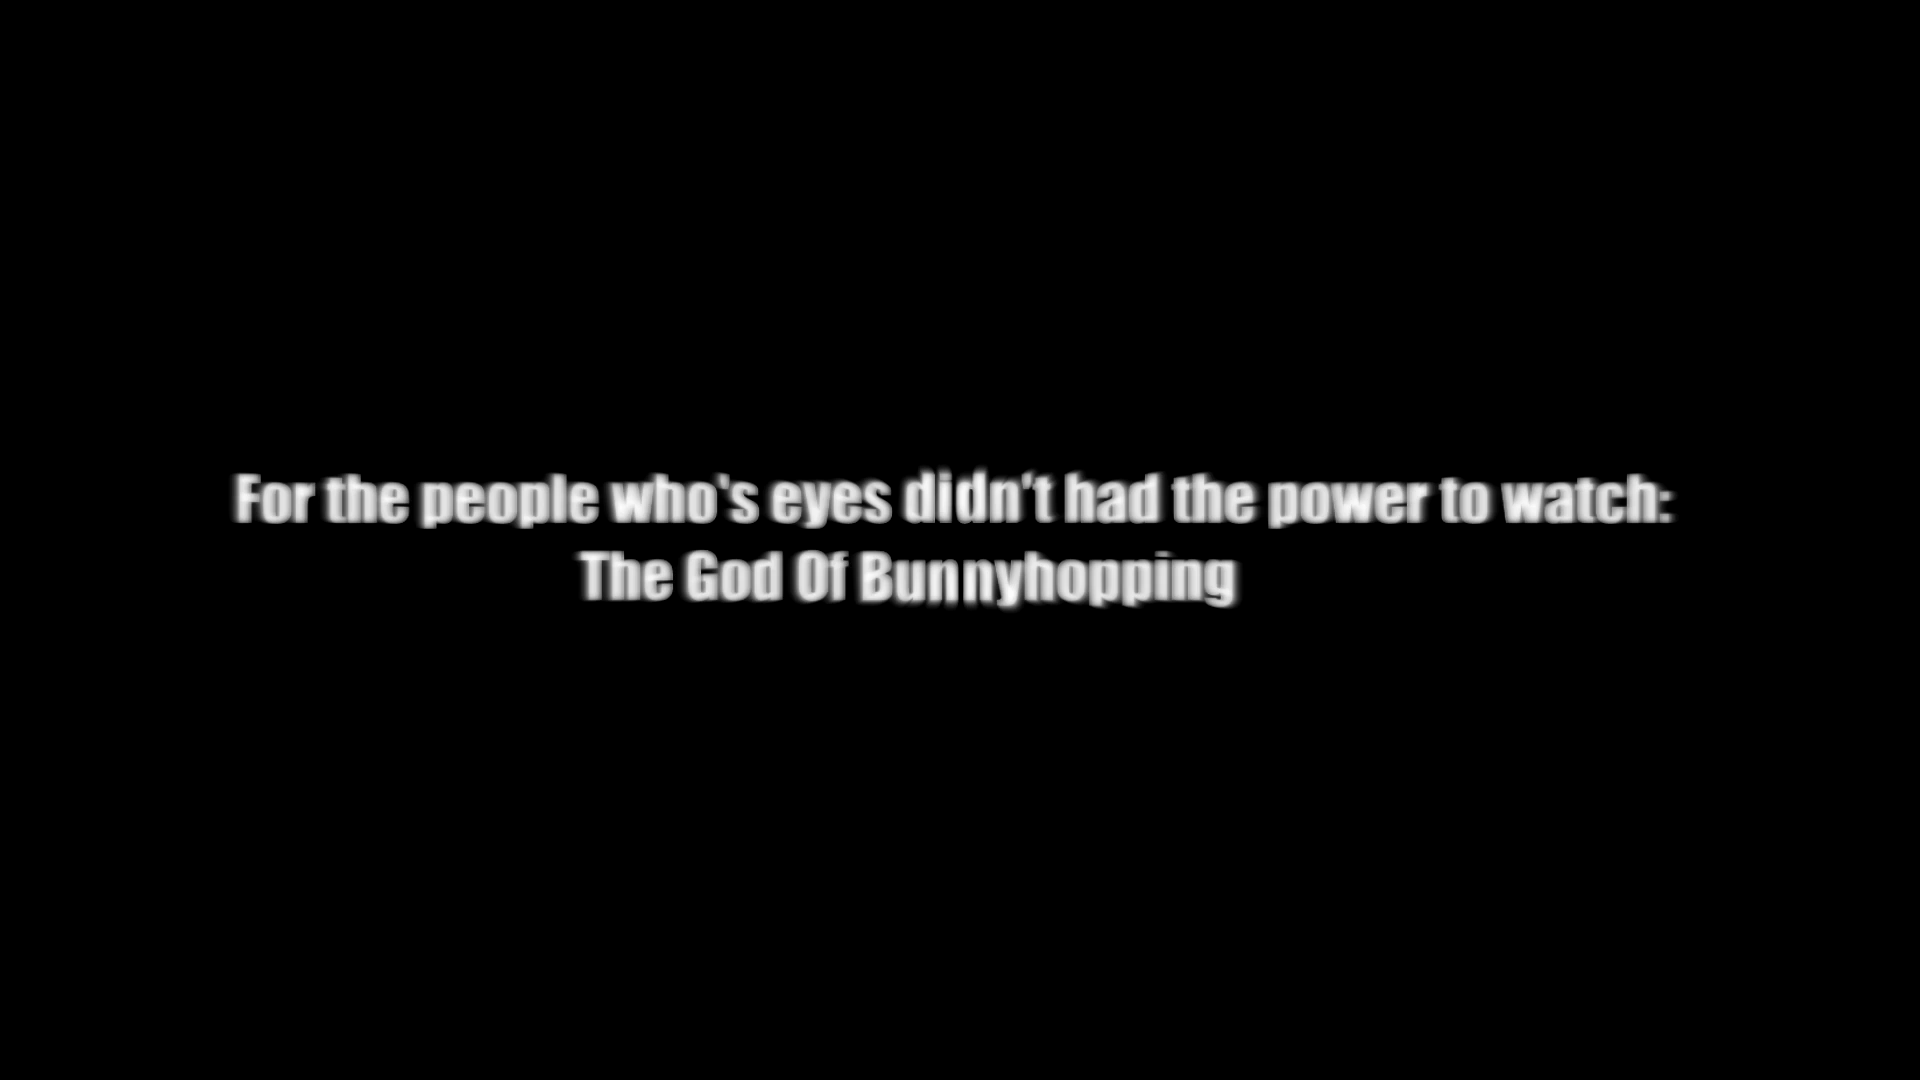 For the people who's eyes didn't had the power to watch:
The God Of Bunnyhopping